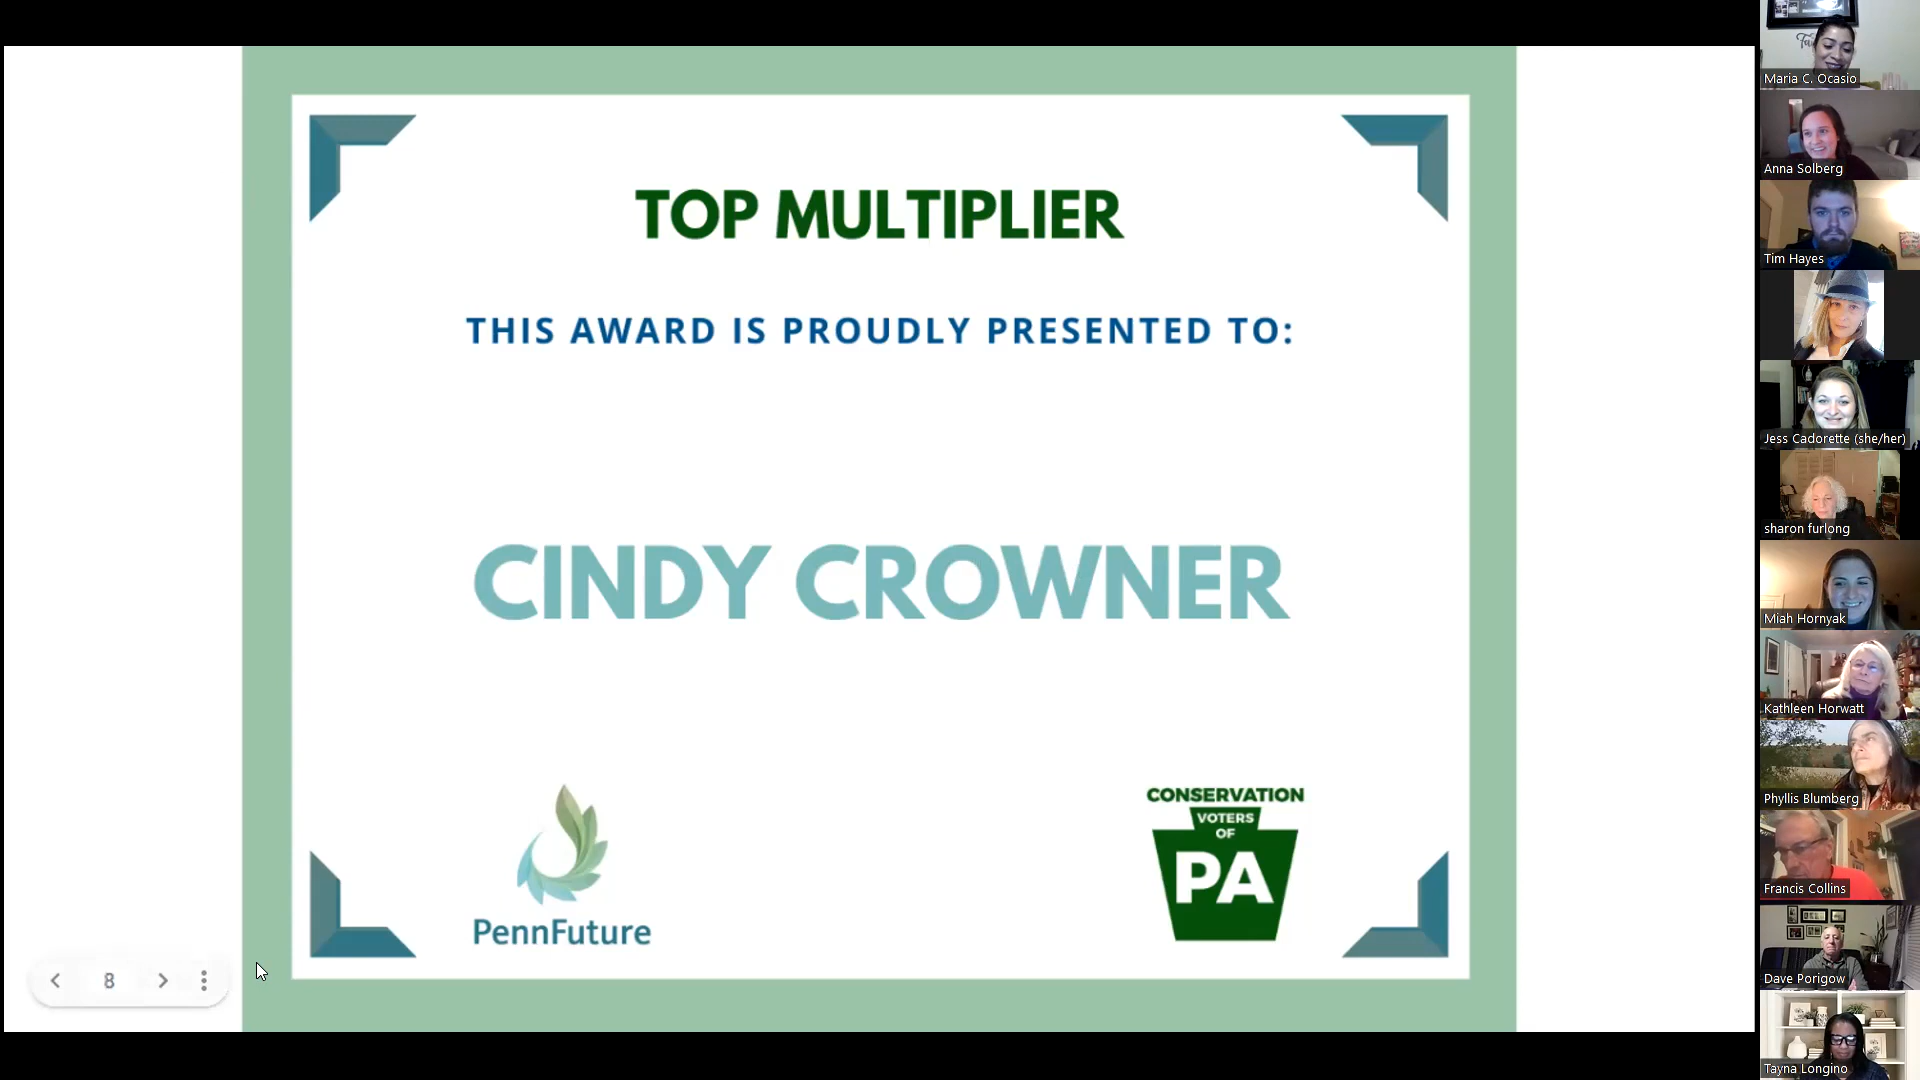 TOP MULTIPLIER
THIS AWARD IS PROUDLY PRESENTED TO:
CINDY CROWNER
PennFuture
CONSERVATION
VOTERS
OF
PA
8
Maria C. Ocasio
Anna Solberg
Tim Hayes
Jess Cadorette (she/her)
sharon furlong
Miah Hornyak
Kathleen Horwatt
Phyllis Blumberg
Francis Collins
Dave Porigow
Tayna Longino